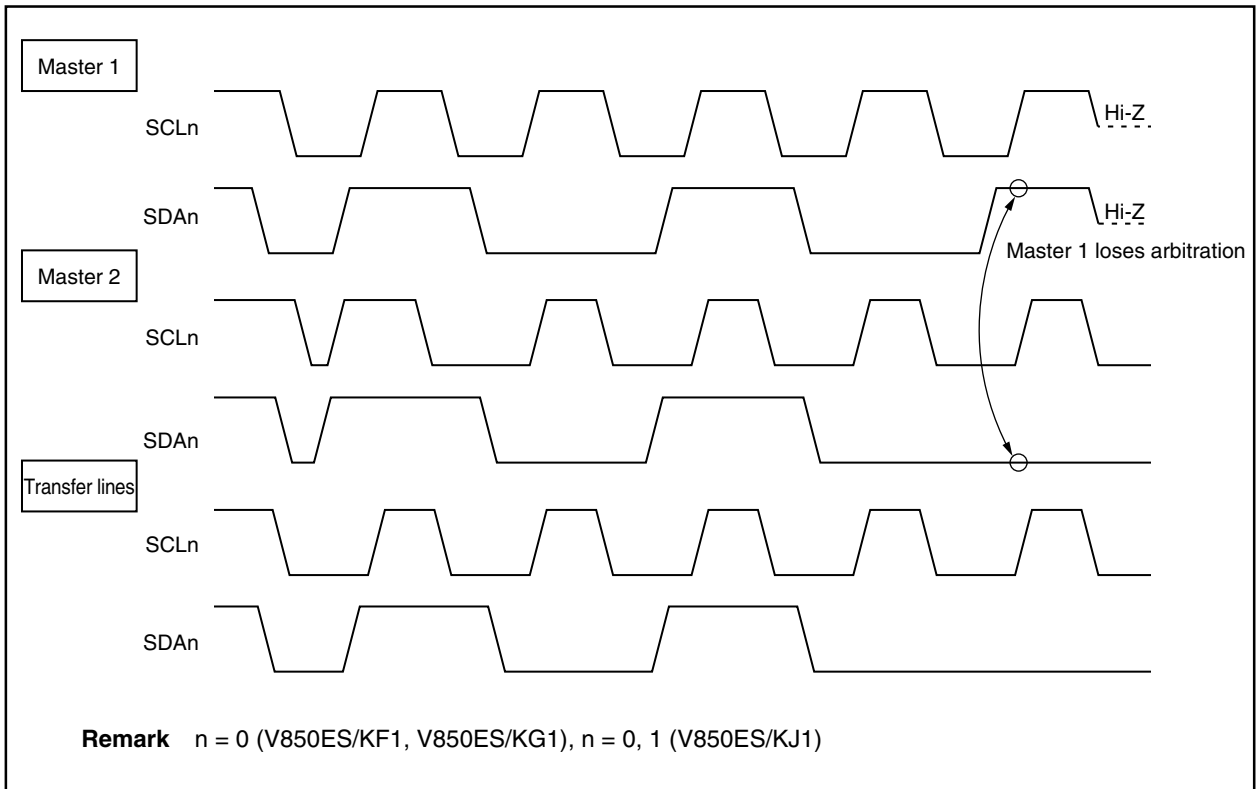 Master 1
SCLn
Hi-Z
SDAn
Hi-Z
Master 1 loses arbitration
Master 2
SCLn
SDAn
Transfer lines
SCLn
SDAn
Remark n = 0 (V850ES/KF1, V850ES/KG1), n = 0, 1 (V850ES/KJ1)